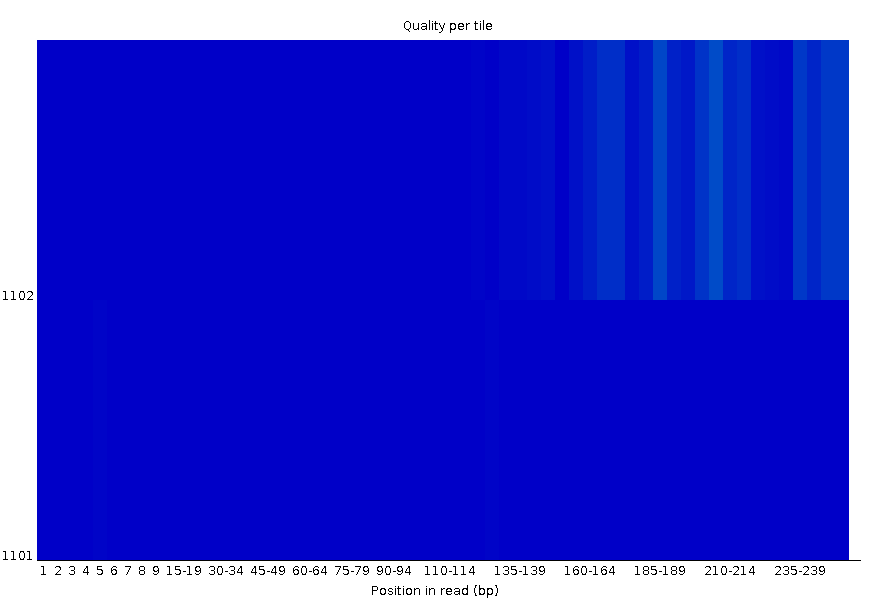 Quality per tile
1102
1101
1 2 3 4 5 6 7 8 9 15-19 30-34 45-49 60-64 75-79 90-94 110-114 135-139 160-164 185-189 210-214 235-239
Position in read (bp)